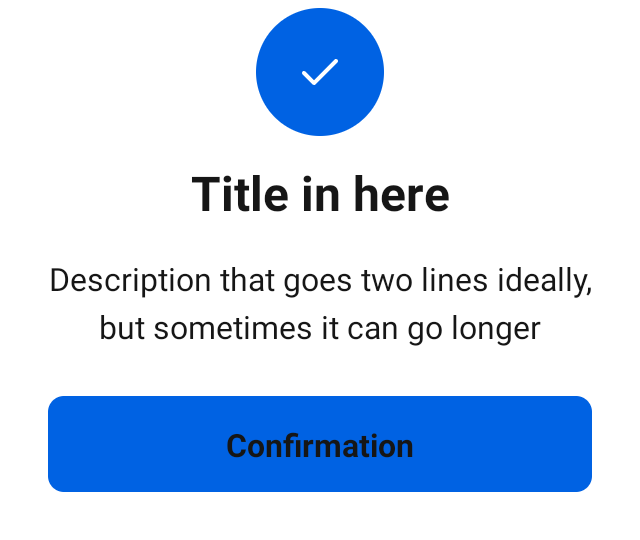 Title in here
Description that goes two lines ideally,
but sometimes it can go longer
Confirmation